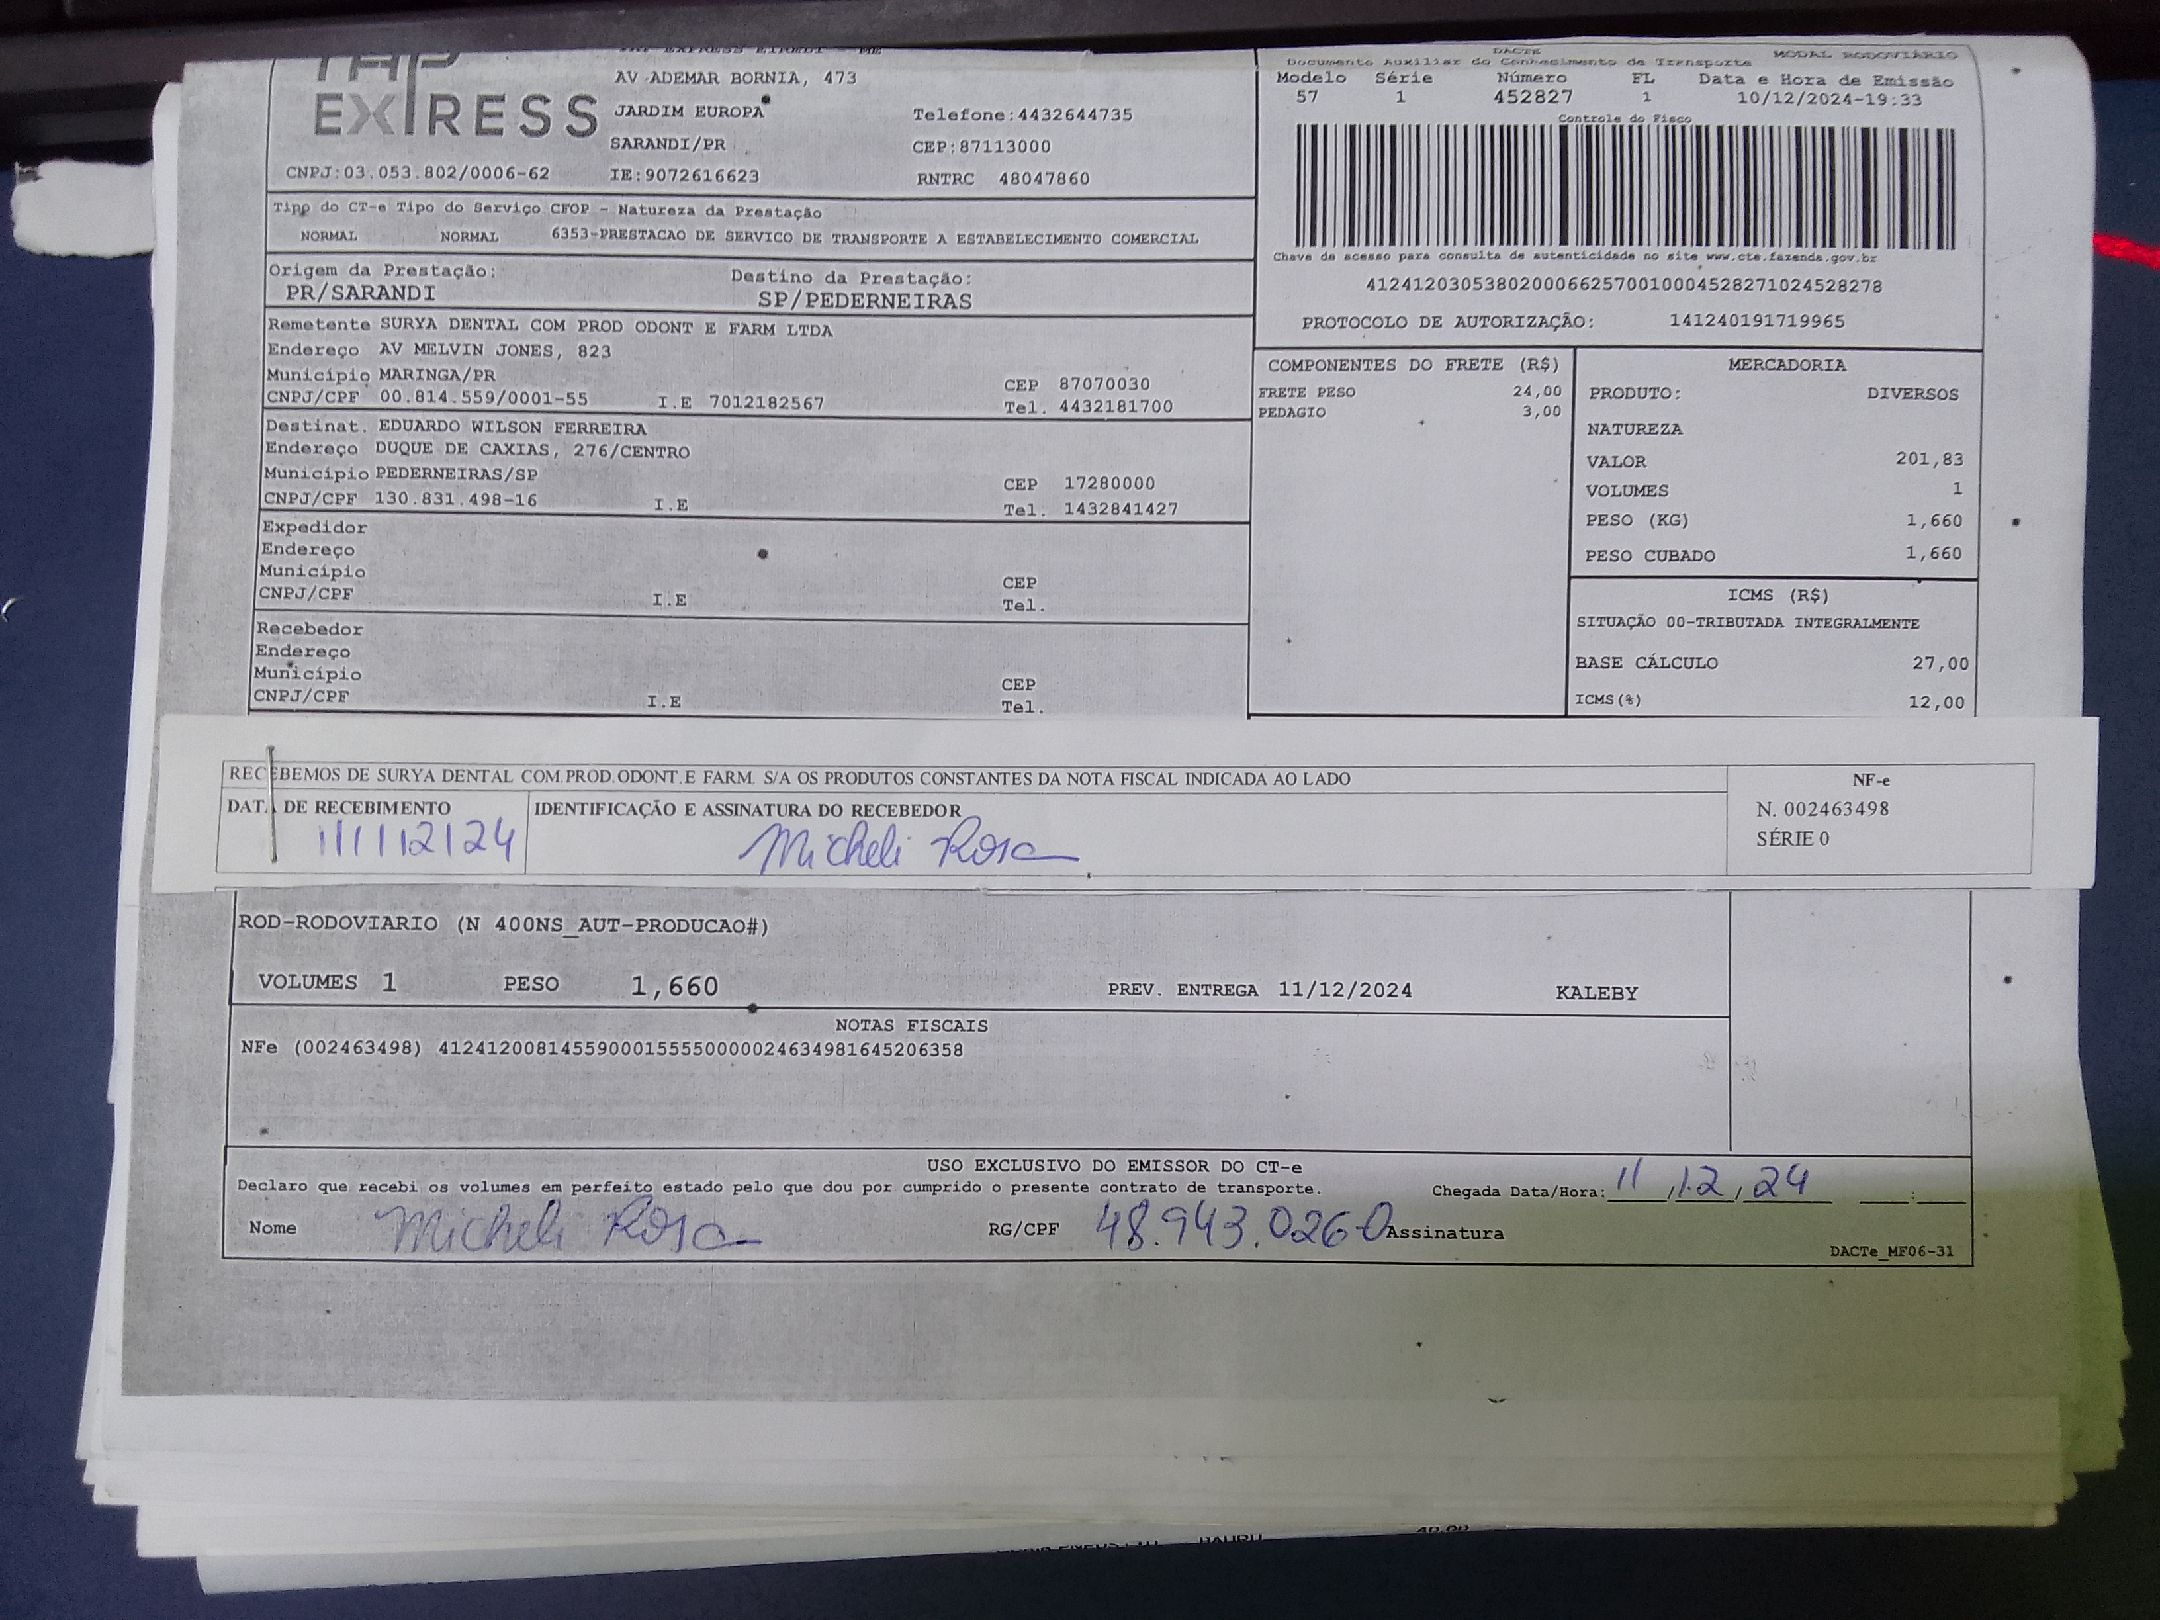 TAP EXPRESS EIRELI - ME
TAP
EXPRESS
AV ADEMAR BORNIA, 473
JARDIM EUROPA Telefone:4432644735
SARANDI/PR CEP:87113000
CNPJ:03.053.802/0006-62 IE:9072616623 RNTRC 48047860
DACTE MODAL RODOVIÁRIO
Documento Auxiliar do Conhecimento de Transporte
Modelo Série Número FL Data e Hora de Emissão
57 1 452827 1 10/12/2024-19:33
Controle do Fisco
Chave de acesso para consulta de autenticidade no site www.cte.fazenda.gov.br
41241203053802000662570010004528271024528278
PROTOCOLO DE AUTORIZAÇÃO: 141240191719965
Tipo do CT-e Tipo do Serviço CFOP - Natureza da Prestação
NORMAL NORMAL 6353-PRESTACAO DE SERVICO DE TRANSPORTE A ESTABELECIMENTO COMERCIAL
Origem da Prestação: Destino da Prestação:
PR/SARANDI SP/PEDERNEIRAS
Remetente SURYA DENTAL COM PROD ODONT E FARM LTDA
Endereço AV MELVIN JONES, 823
Município MARINGA/PR CEP 87070030
CNPJ/CPF 00.814.559/0001-55 I.E 7012182567 Tel. 4432181700
Destinat. EDUARDO WILSON FERREIRA
Endereço DUQUE DE CAXIAS, 276/CENTRO
Município PEDERNEIRAS/SP CEP 17280000
CNPJ/CPF 130.831.498-16 I.E Tel. 1432841427
Expedidor
Endereço
Município CEP
CNPJ/CPF I.E Tel.
Recebedor
Endereço
Município CEP
CNPJ/CPF I.E Tel.
COMPONENTES DO FRETE (R$)
FRETE PESO 24,00
PEDAGIO 3,00
MERCADORIA
PRODUTO: DIVERSOS
NATUREZA
VALOR 201,83
VOLUMES 1
PESO (KG) 1,660
PESO CUBADO 1,660
ICMS (R$)
SITUAÇÃO 00-TRIBUTADA INTEGRALMENTE
BASE CÁLCULO 27,00
ICMS(%) 12,00
RECEBEMOS DE SURYA DENTAL COM.PROD.ODONT.E FARM. S/A OS PRODUTOS CONSTANTES DA NOTA FISCAL INDICADA AO LADO
DATA DE RECEBIMENTO IDENTIFICAÇÃO E ASSINATURA DO RECEBEDOR
11/12/24 Micheli Rosa
NF-e
N. 002463498
SÉRIE 0
ROD-RODOVIARIO (N 400NS_AUT-PRODUCAO#)
VOLUMES 1 PESO 1,660 PREV. ENTREGA 11/12/2024 KALEBY
NOTAS FISCAIS
NFe (002463498) 41241200814559000155550000024634981645206358
USO EXCLUSIVO DO EMISSOR DO CT-e
Declaro que recebi os volumes em perfeito estado pelo que dou por cumprido o presente contrato de transporte. Chegada Data/Hora: 11/12/24 __:__
Nome Micheli Rosa RG/CPF 48.943.026-0 Assinatura
DACTe_MF06-31